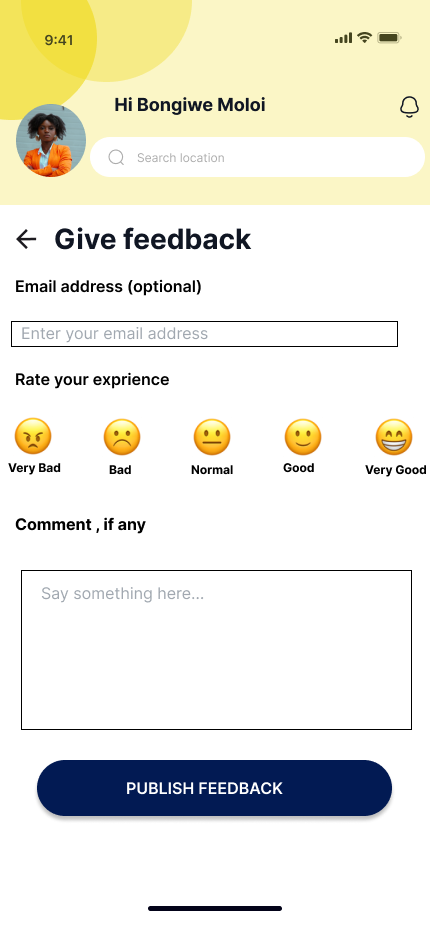 9:41
Hi Bongiwe Moloi
Search location
Give feedback
Email address (optional)
Enter your email address
Rate your exprience
Very Bad Bad Normal Good Very Good
Comment , if any
Say something here...
PUBLISH FEEDBACK